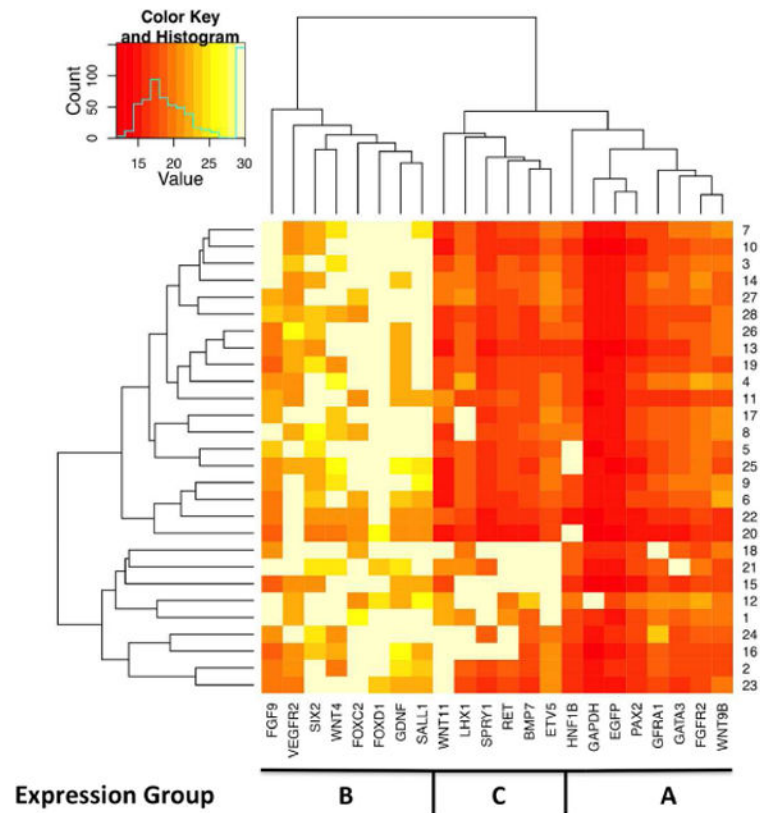 Color Key
and Histogram
Count
0 50 100
15 20 25 30
Value
7
10
3
14
27
28
26
13
19
4
11
17
8
5
25
9
6
22
20
18
21
15
12
1
24
16
2
23
FGF9
VEGFR2
SIX2
WNT4
FOXC2
FOXD1
GDNF
SALL1
WNT11
LHX1
SPRY1
RET
BMP7
ETV5
HNF1B
GAPDH
EGFP
PAX2
GFRA1
GATA3
FGFR2
WNT9B
Expression Group B C A